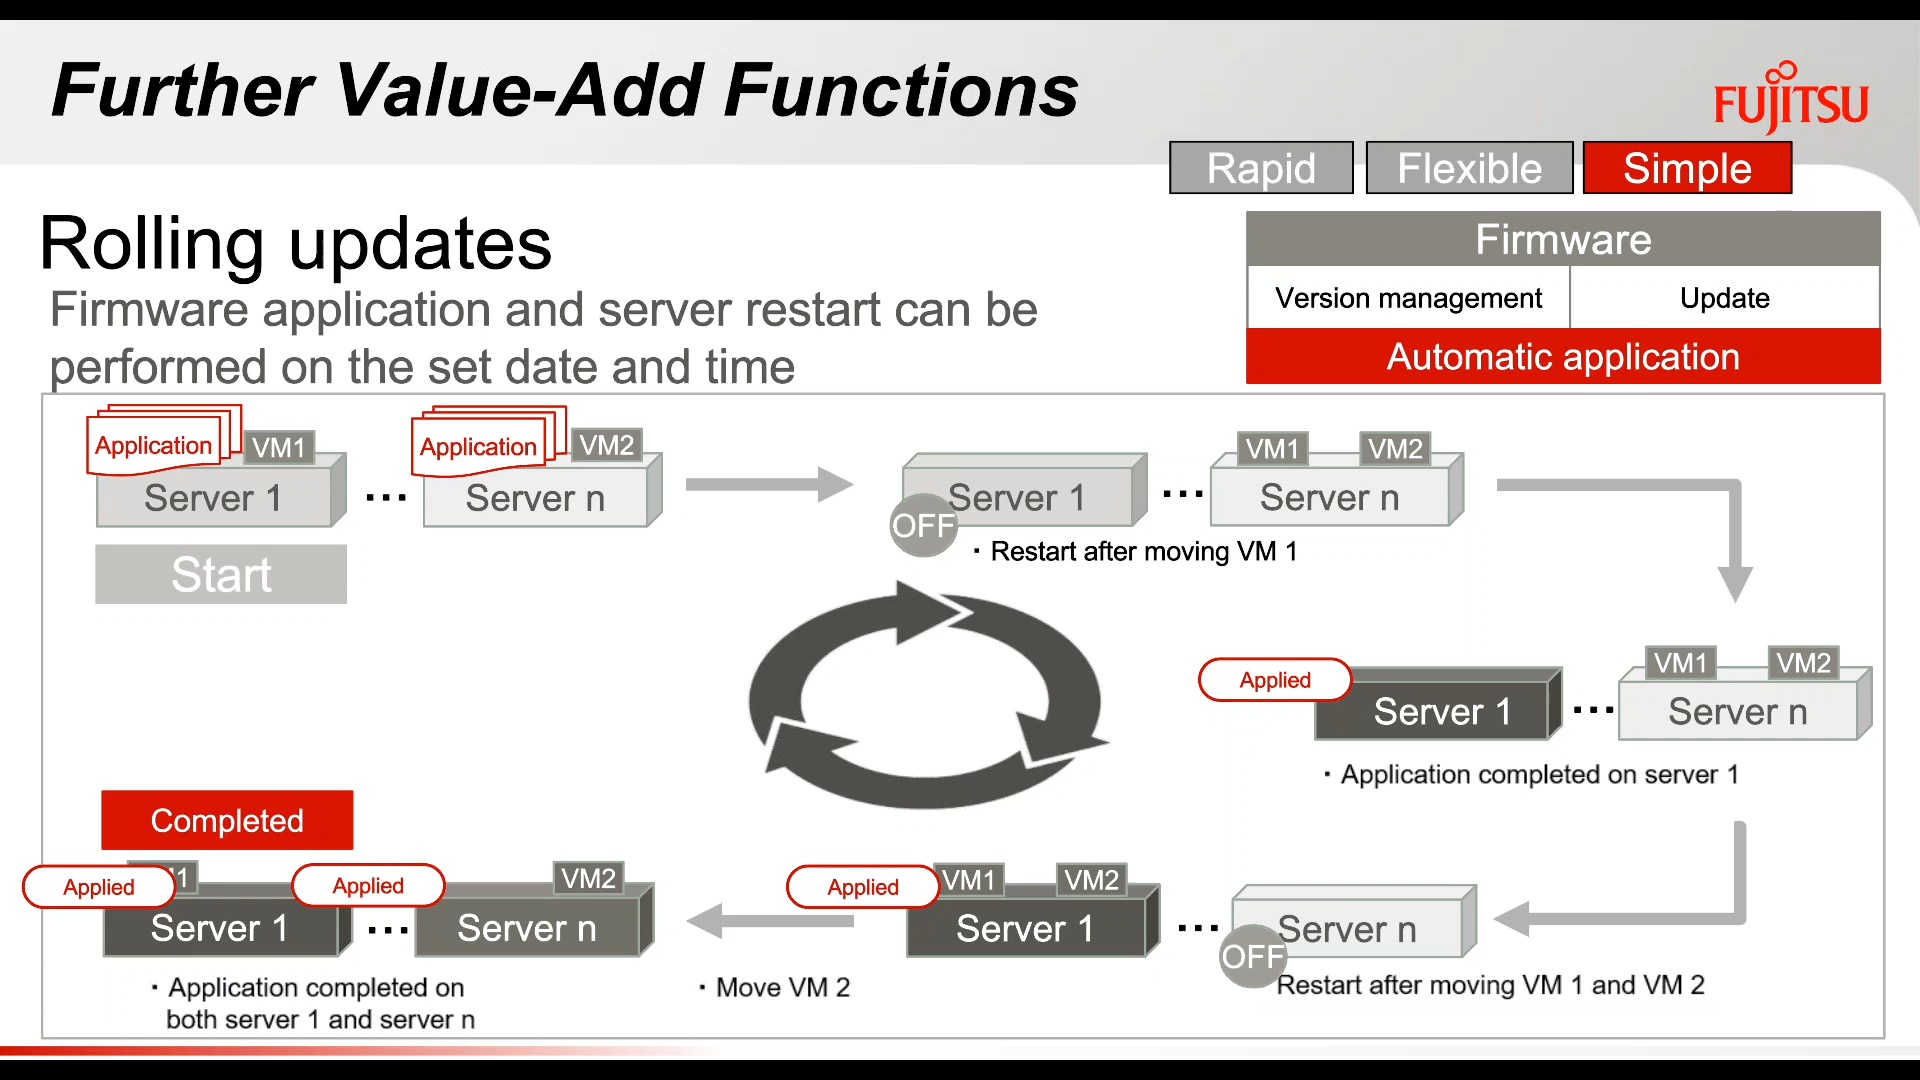 Further Value-Add Functions
FUJITSU
Rapid
Flexible
Simple
Rolling updates
Firmware application and server restart can be
performed on the set date and time
Firmware
Version management
Update
Automatic application
Application
VM1
Server 1
...
Application
VM2
Server n
Start
Server 1
OFF
...
VM1
VM2
Server n
・Restart after moving VM 1
Applied
Server 1
...
VM1
VM2
Server n
・Application completed on server 1
Completed
Applied
1
Server 1
...
Applied
VM2
Server n
・Application completed on
both server 1 and server n
・Move VM 2
Applied
VM1
VM2
Server 1
...
Server n
OFF
Restart after moving VM 1 and VM 2